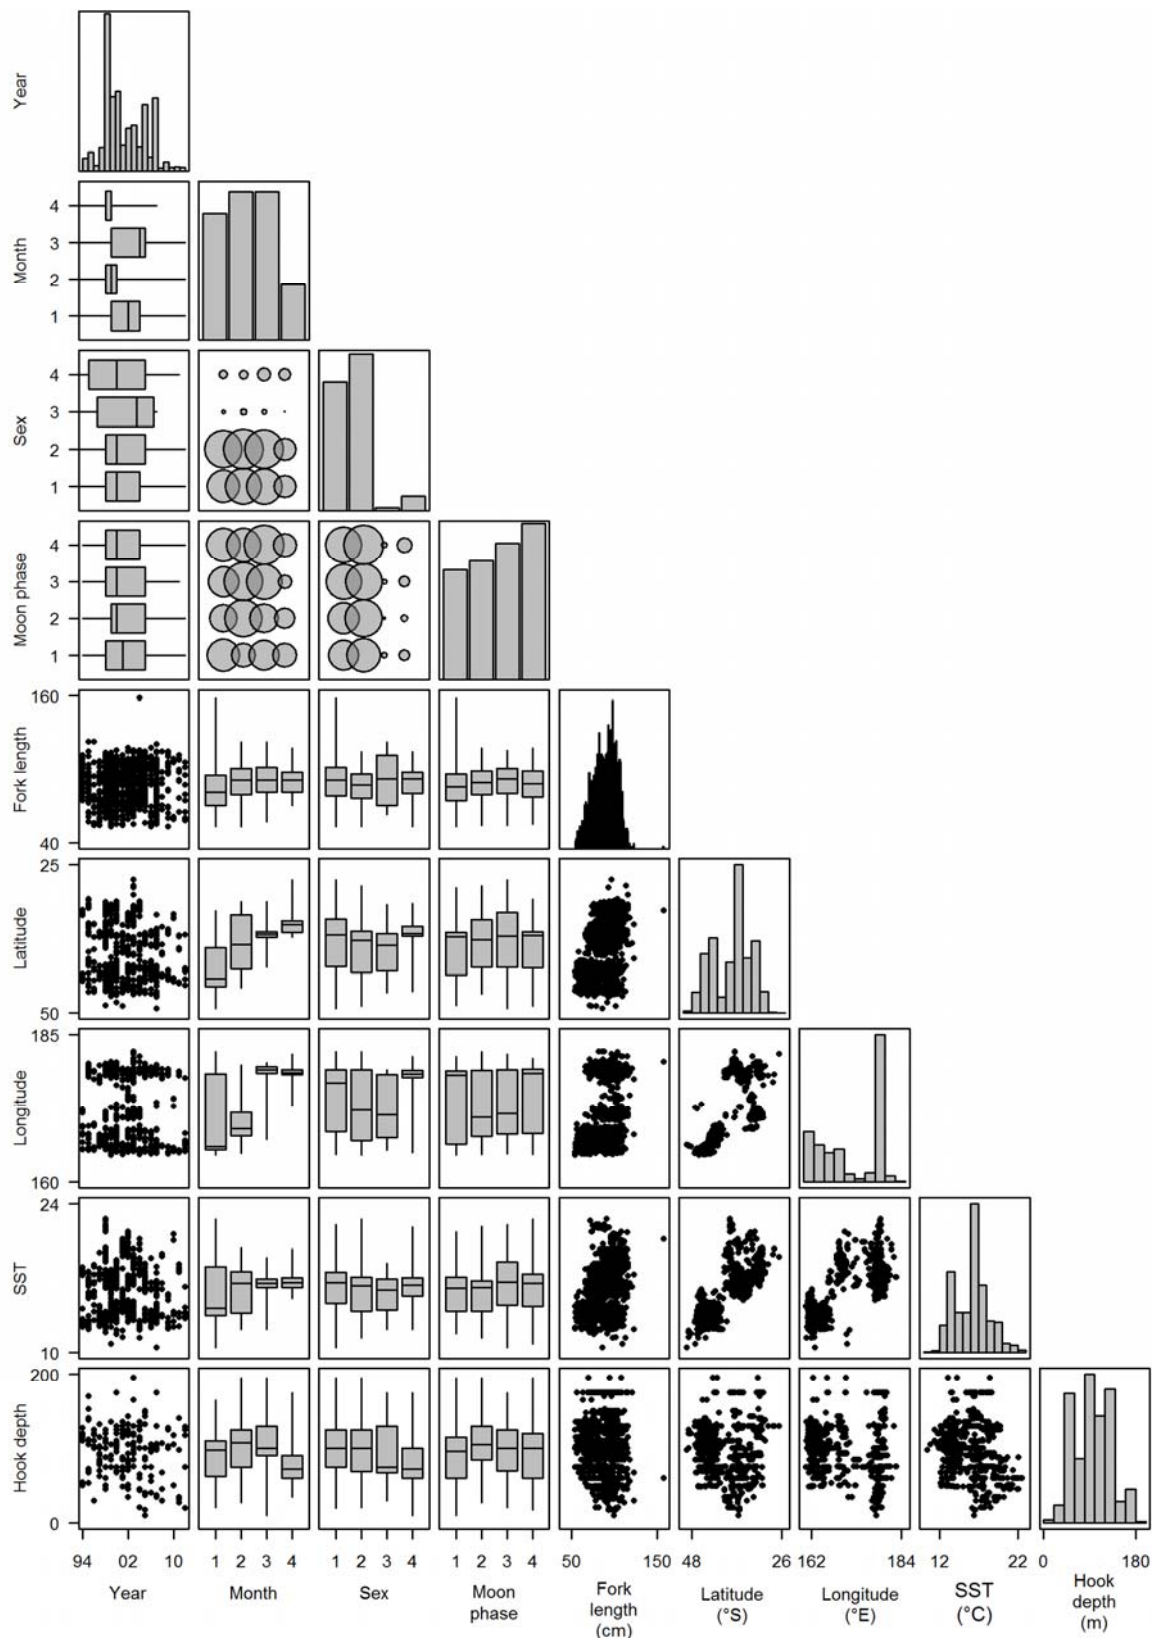 Year
4
3
2
1
Month
4
3
2
1
Sex
4
3
2
1
Moon phase
160
40
Fork length
25
50
Latitude
185
160
Longitude
24
10
SST
200
0
Hook depth
94 02 10 1 2 3 4 1 2 3 4 1 2 3 4 50 150 48 26 162 184 12 22 0 180
Year Month Sex Moon phase Fork length (cm) Latitude (°S) Longitude (°E) SST (°C) Hook depth (m)